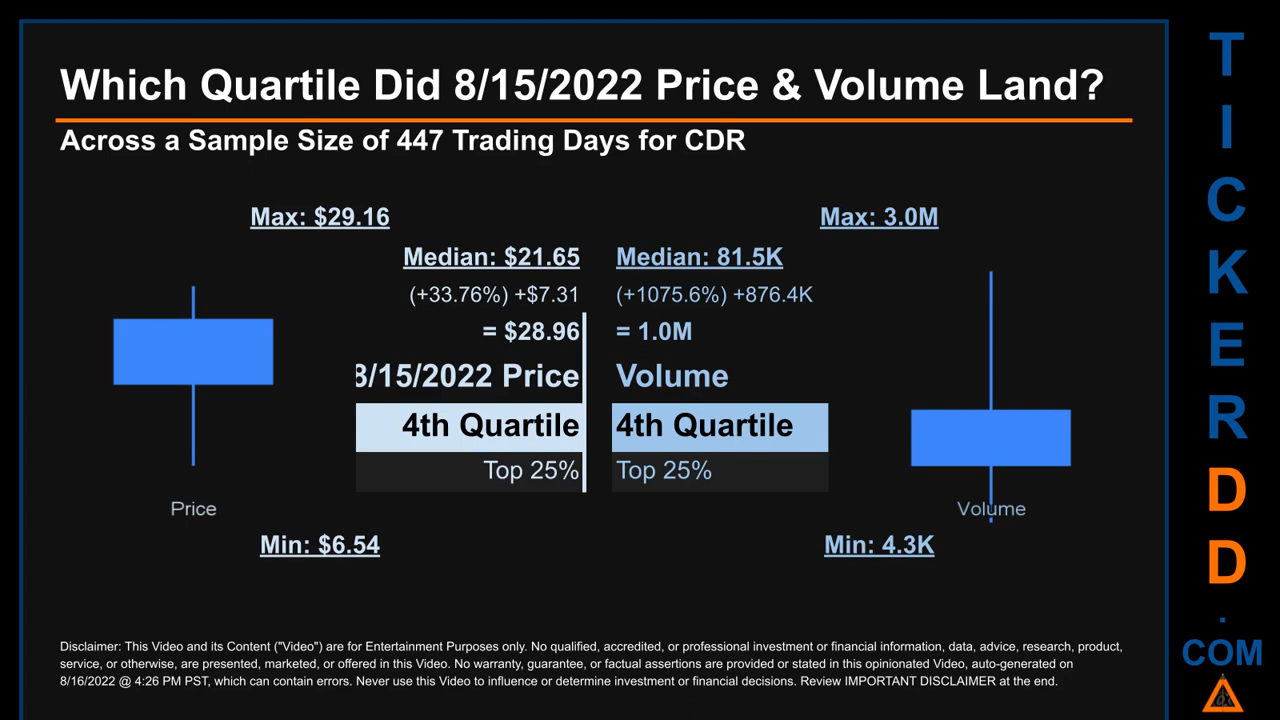 Which Quartile Did 8/15/2022 Price & Volume Land?
Across a Sample Size of 447 Trading Days for CDR
Max: $29.16
Max: 3.0M
Median: $21.65
Median: 81.5K
(+33.76%) +$7.31
(+1075.6%) +876.4K
= $28.96
= 1.0M
8/15/2022 Price
Volume
4th Quartile
4th Quartile
Top 25%
Top 25%
Price
Volume
Min: $6.54
Min: 4.3K
Disclaimer: This Video and its Content ("Video") are for Entertainment Purposes only. No qualified, accredited, or professional investment or financial information, data, advice, research, product,
service, or otherwise, are presented, marketed, or offered in this Video. No warranty, guarantee, or factual assertions are provided or stated in this opinionated Video, auto-generated on
8/16/2022 @ 4:26 PM PST, which can contain errors. Never use this Video to influence or determine investment or financial decisions. Review IMPORTANT DISCLAIMER at the end.
T
I
C
K
E
R
D
D
.
COM